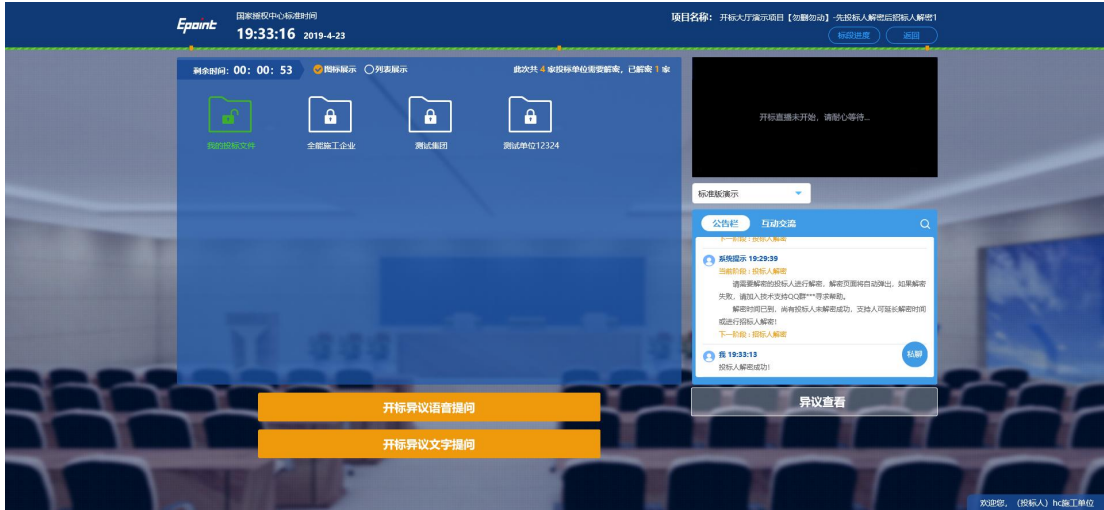 Epoint
国家授权中心标准时间
19:33:16 2019-4-23
项目名称： 开标大厅演示项目【勿删勿动】-先投标人解密后招标人解密1
标段进度
返回
剩余时间：00：00：53
图标展示
列表展示
此次共 4 家投标单位需要解密，已解密 1 家
我的投标文件
全能施工企业
测试集团
测试单位12324
开标直播未开始，请耐心等待...
标准版演示
公告栏
互动交流
下一阶段：投标人解密
系统提示 19:29:39
当前阶段：投标人解密
请需要解密的投标人进行解密，解密页面将自动弹出，如果解密
失败，请加入技术支持QQ群***寻求帮助。
解密时间已到，尚有投标人未解密成功，支持人可延长解密时间
或进行招标人解密！
下一阶段：招标人解密
我 19:33:13
投标人解密成功！
私聊
开标异议语音提问
异议查看
开标异议文字提问
欢迎您，（投标人）hc施工单位